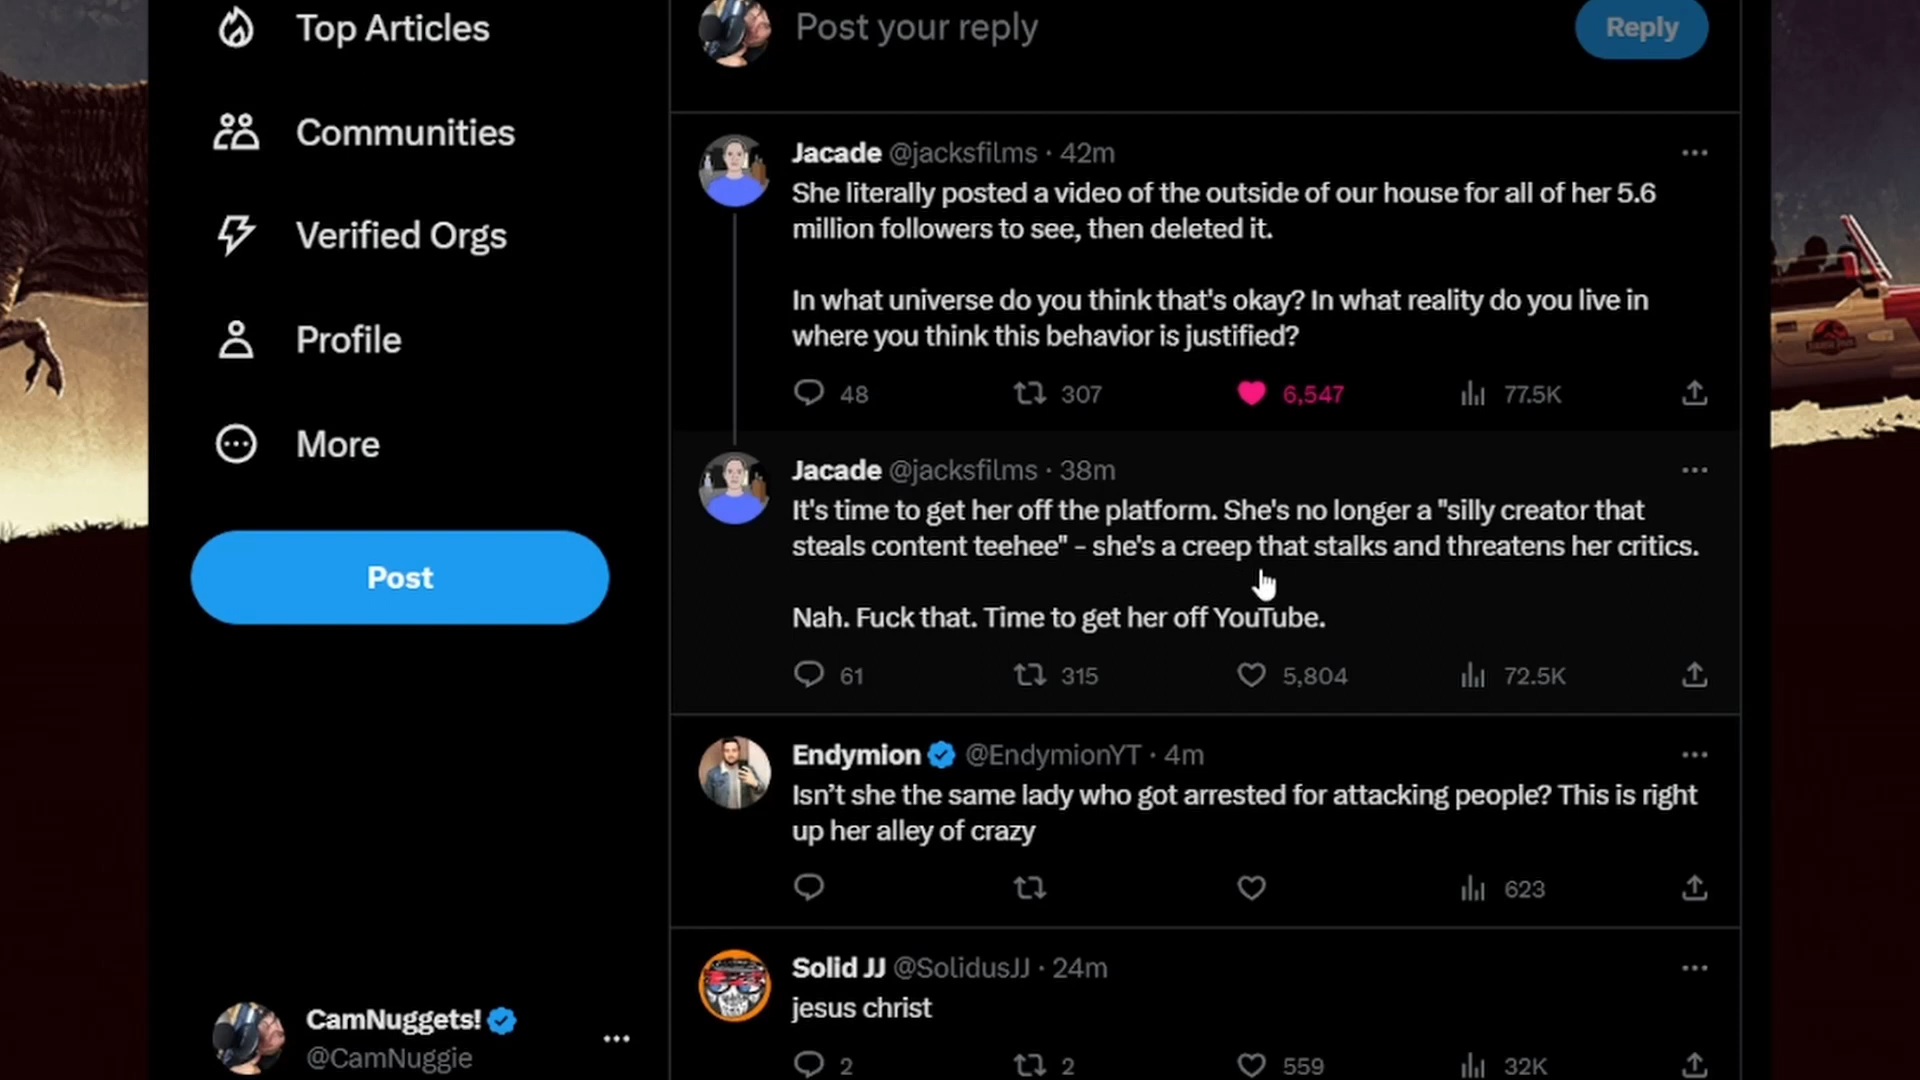 Top Articles
Communities
Verified Orgs
Profile
More
Post
CamNuggets!
@CamNuggie
Post your reply
Reply
Jacade @jacksfilms · 42m
She literally posted a video of the outside of our house for all of her 5.6
million followers to see, then deleted it.
In what universe do you think that's okay? In what reality do you live in
where you think this behavior is justified?
48 307 6,547 77.5K
Jacade @jacksfilms · 38m
It's time to get her off the platform. She's no longer a "silly creator that
steals content teehee" - she's a creep that stalks and threatens her critics.
Nah. Fuck that. Time to get her off YouTube.
61 315 5,804 72.5K
Endymion @EndymionYT · 4m
Isn’t she the same lady who got arrested for attacking people? This is right
up her alley of crazy
623
Solid JJ @SolidusJJ · 24m
jesus christ
2 2 559 32K